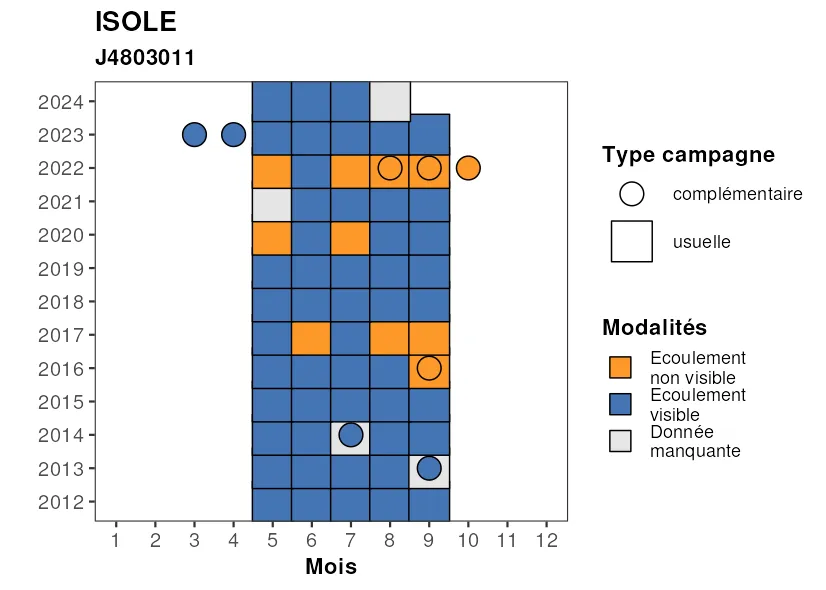 ISOLE
J4803011
2024
2023
2022
2021
2020
2019
2018
2017
2016
2015
2014
2013
2012
1 2 3 4 5 6 7 8 9 10 11 12
Mois
Type campagne
complémentaire
usuelle
Modalités
Ecoulement
non visible
Ecoulement
visible
Donnée
manquante